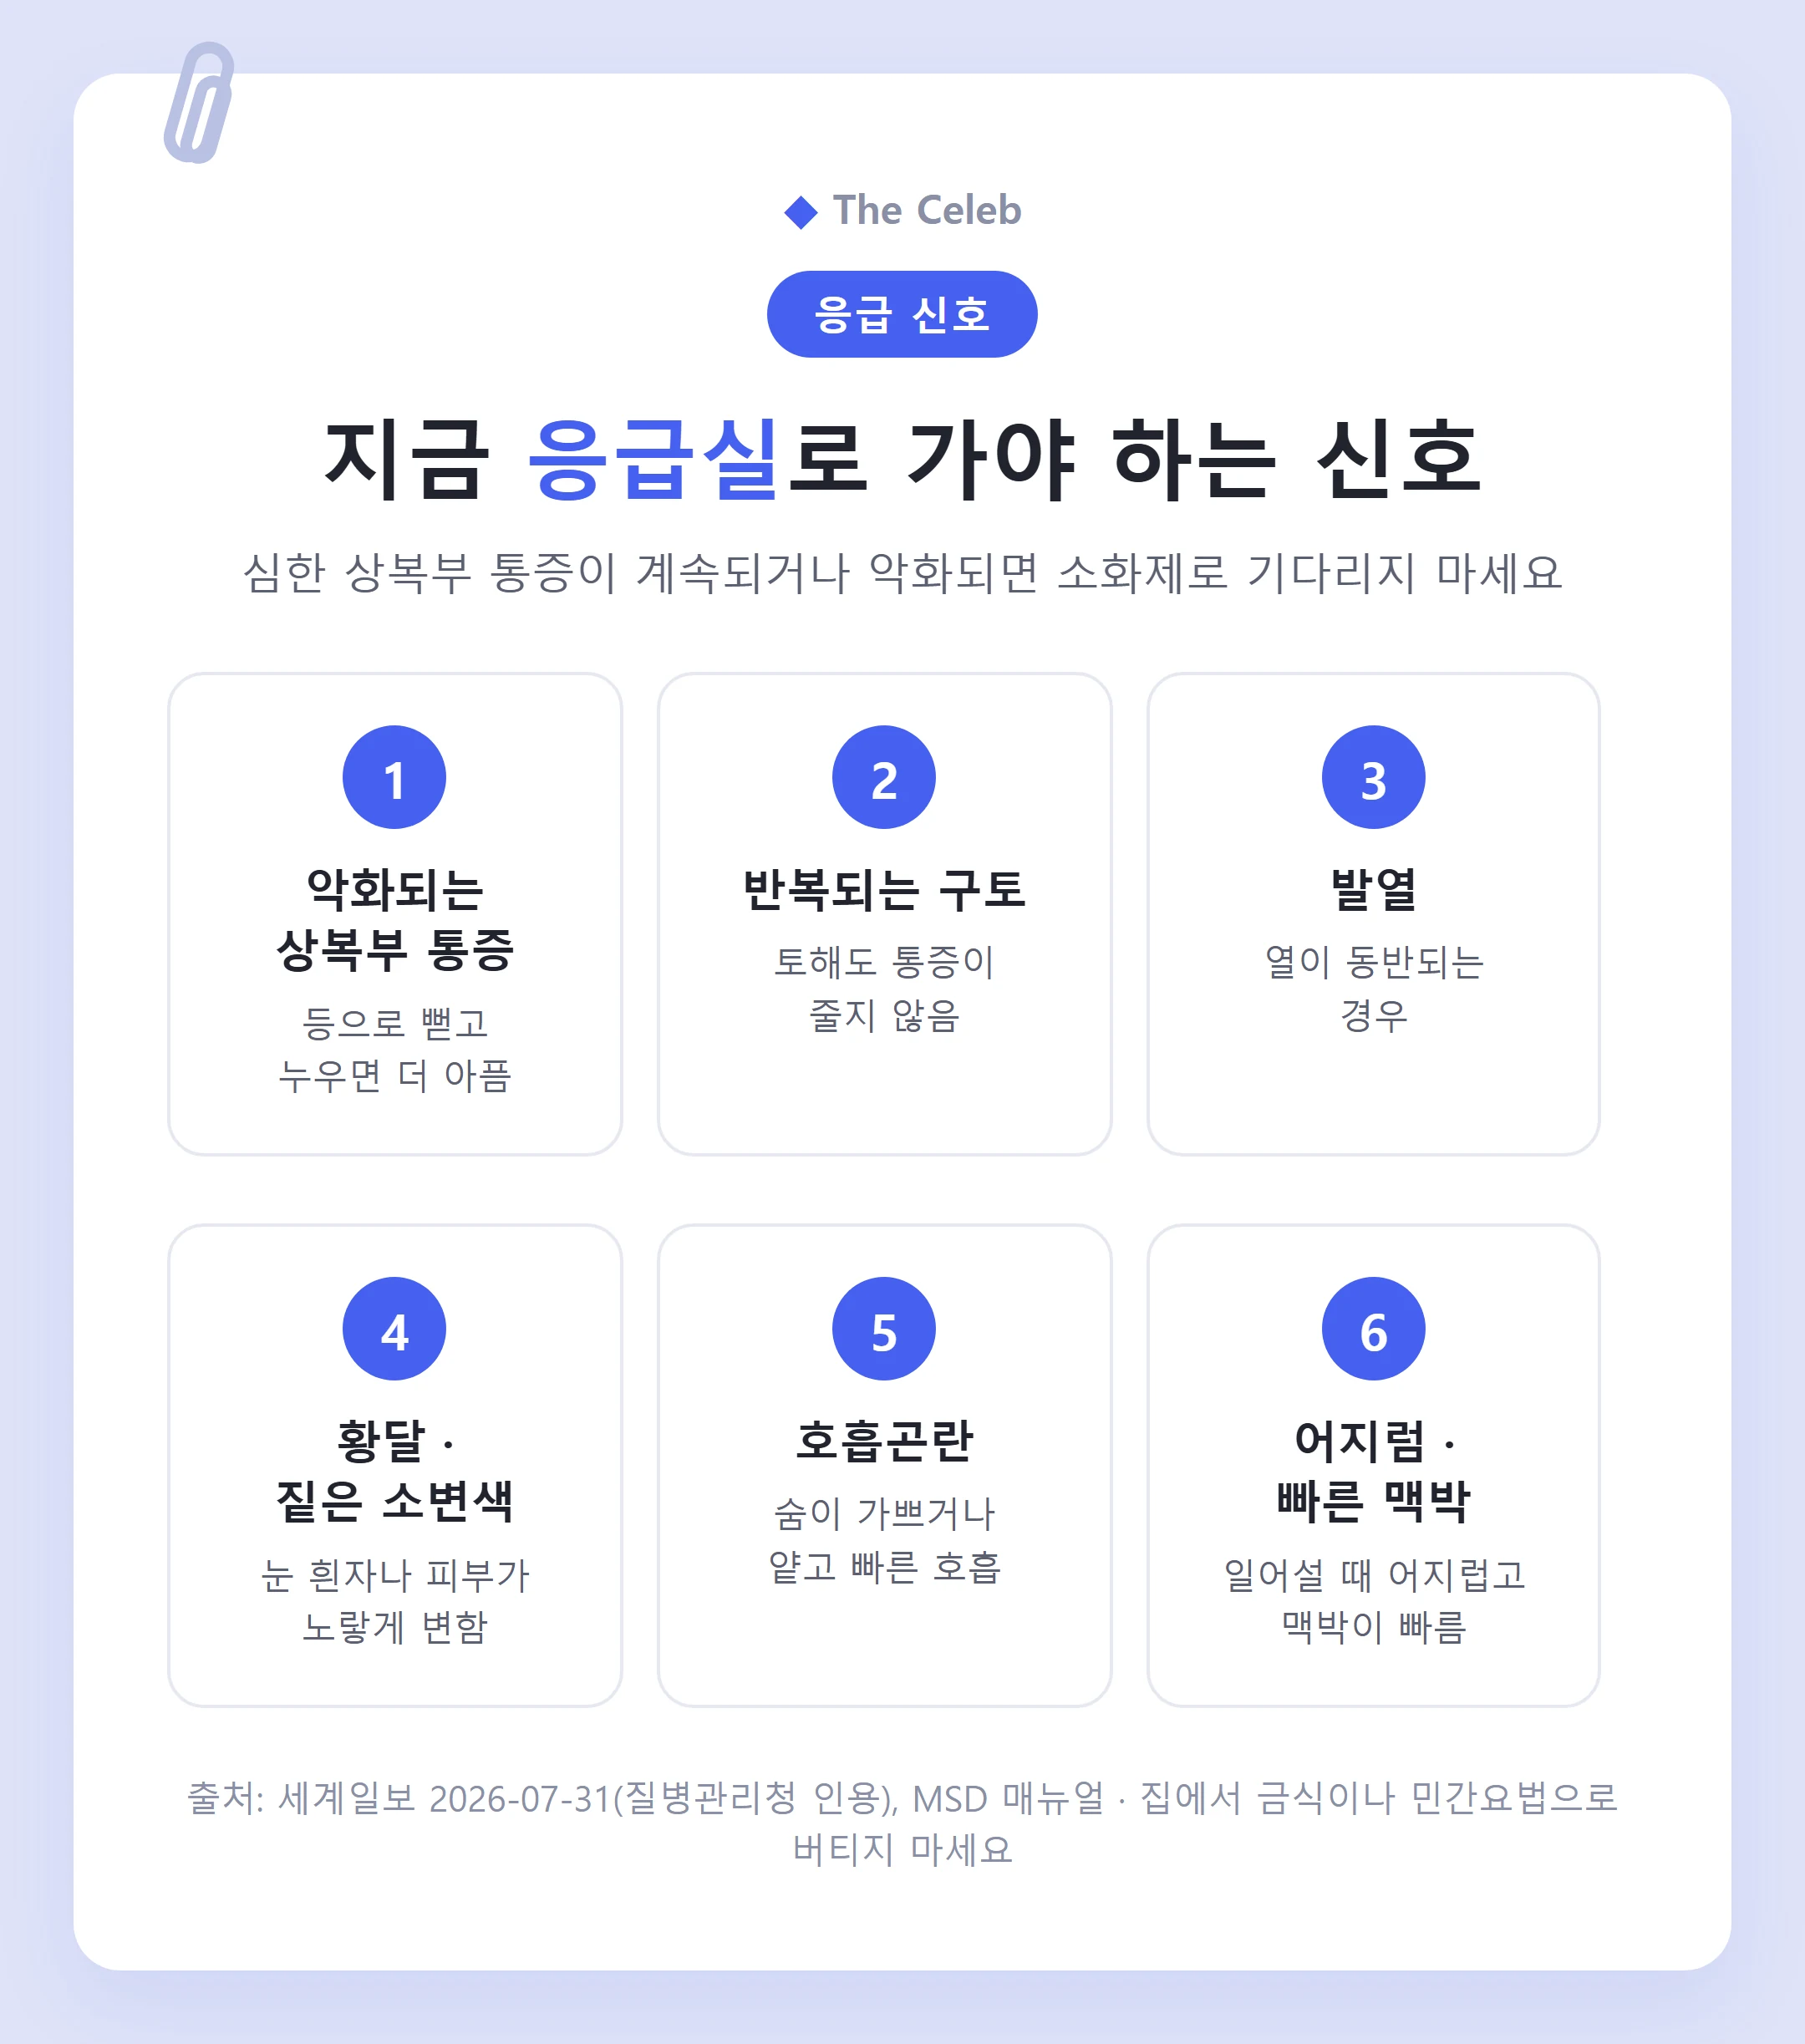 The Celeb
응급 신호
지금 응급실로 가야 하는 신호
심한 상복부 통증이 계속되거나 악화되면 소화제로 기다리지 마세요
1
악화되는
상복부 통증
등으로 뻗고
누우면 더 아픔
2
반복되는 구토
토해도 통증이
줄지 않음
3
발열
열이 동반되는
경우
4
황달 ·
짙은 소변색
눈 흰자나 피부가
노랗게 변함
5
호흡곤란
숨이 가쁘거나
얕고 빠른 호흡
6
어지럼 ·
빠른 맥박
일어설 때 어지럽고
맥박이 빠름
출처: 세계일보 2026-07-31(질병관리청 인용), MSD 매뉴얼 · 집에서 금식이나 민간요법으로
버티지 마세요